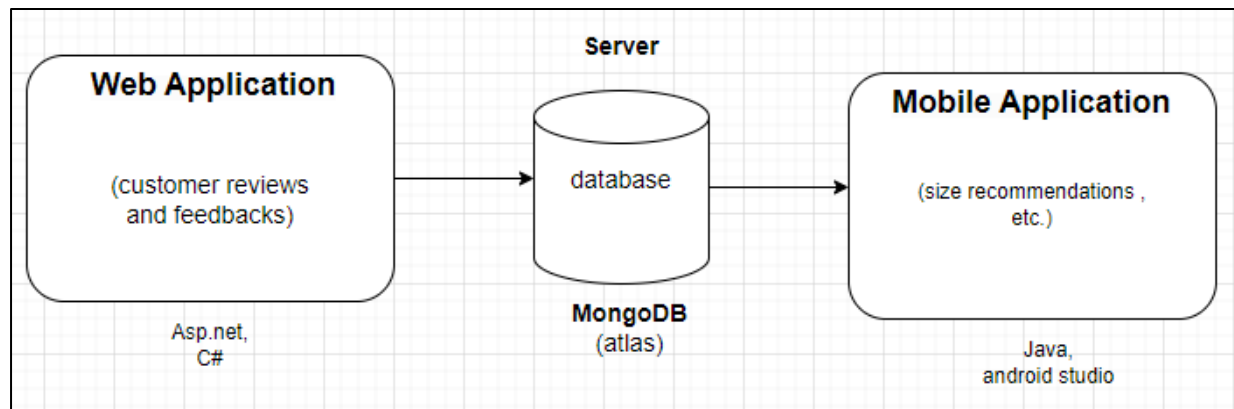 Web Application
(customer reviews
and feedbacks)
Asp.net,
C#
Server
database
MongoDB
(atlas)
Mobile Application
(size recommendations ,
etc.)
Java,
android studio